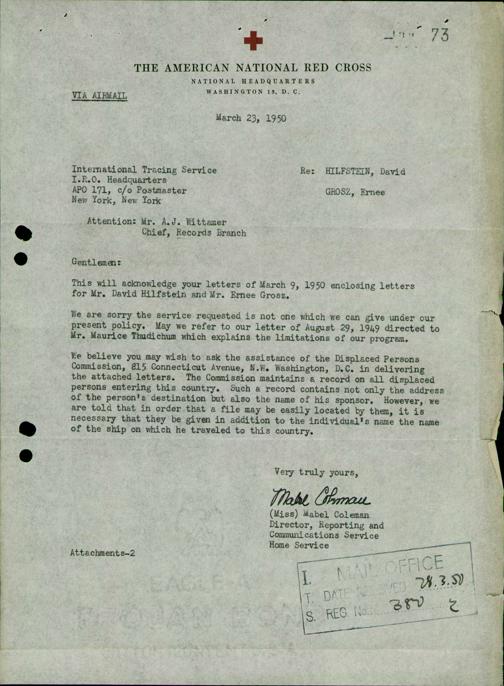 73
THE AMERICAN NATIONAL RED CROSS
NATIONAL HEADQUARTERS
WASHINGTON 13, D. C.
VIA AIRMAIL
March 23, 1950
International Tracing Service
I.R.O. Headquarters
APO 171, c/o Postmaster
New York, New York
Re: HILFSTEIN, David
GROSZ, Ernee
Attention: Mr. A.J. Wittamer
Chief, Records Branch
Gentlemen:
This will acknowledge your letters of March 9, 1950 enclosing letters
for Mr. David Hilfstein and Mr. Ernee Grosz.
We are sorry the service requested is not one which we can give under our
present policy. May we refer to our letter of August 29, 1949 directed to
Mr. Maurice Thudichum which explains the limitations of our program.
We believe you may wish to ask the assistance of the Displaced Persons
Commission, 815 Connecticut Avenue, N.W. Washington, D.C. in delivering
the attached letters. The Commission maintains a record on all displaced
persons entering this country. Such a record contains not only the address
of the person's destination but also the name of his sponsor. However, we
are told that in order that a file may be easily located by them, it is
necessary that they be given in addition to the individual's name the name
of the ship on which he traveled to this country.
Very truly yours,
Mabel Coleman
(Miss) Mabel Coleman
Director, Reporting and
Communications Service
Home Service
Attachments-2
I. MAIL OFFICE
T. DATE 28.3.50
S. REG. No. 380 2